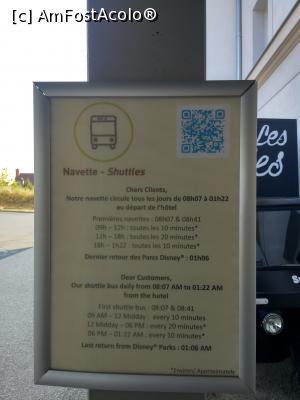 [c] AmFostAcolo®
Navette - Shuttles
Chers Clients,
Notre navette circule tous les jours de 08h07 à 01h22
au départ de l'hôtel
Premières navettes : 08h07 & 08h41
09h – 12h : toutes les 10 minutes*
12h – 18h : toutes les 20 minutes*
18h – 1h22 : toutes les 10 minutes*
Dernier retour des Parcs Disney® : 01h06
Dear Customers,
Our shuttle bus daily from 08:07 AM to 01:22 AM
from the hotel
First shuttle bus : 08:07 & 08:41
09 AM – 12 Midday : every 10 minutes
12 Midday – 06 PM : every 20 minutes*
06 PM – 01:22 AM : every 10 minutes*
Last return from Disney® Parks : 01:06 AM
*Environ/ Approximately
Les
es